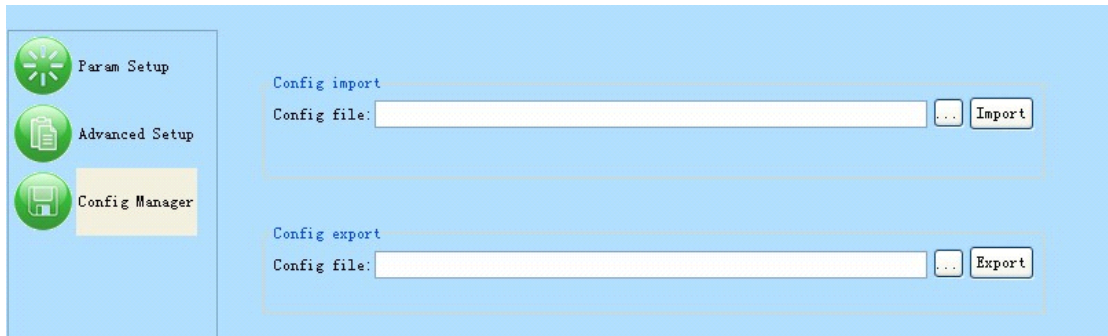 Param Setup
Advanced Setup
Config Manager
Config import
Config file:
...
Import
Config export
Config file:
...
Export